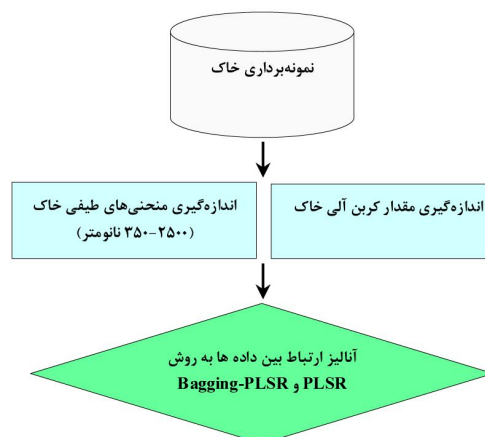 نمونه‌برداری خاک
اندازه‌گیری مقدار کربن آلی خاک
اندازه‌گیری منحنی‌های طیفی خاک
(۲۵۰۰-۳۵۰ نانومتر)
آنالیز ارتباط بین داده ها به روش
PLSR و Bagging-PLSR